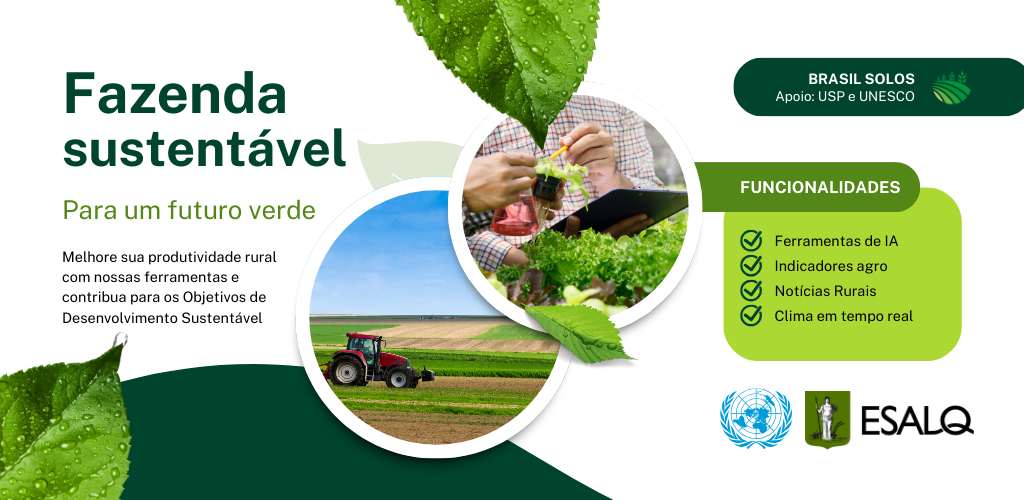 Fazenda
sustentável
Para um futuro verde
Melhore sua produtividade rural
com nossas ferramentas e
contribua para os Objetivos de
Desenvolvimento Sustentável
BRASIL SOLOS
Apoio: USP e UNESCO
FUNCIONALIDADES
Ferramentas de IA
Indicadores agro
Notícias Rurais
Clima em tempo real
ESALQ